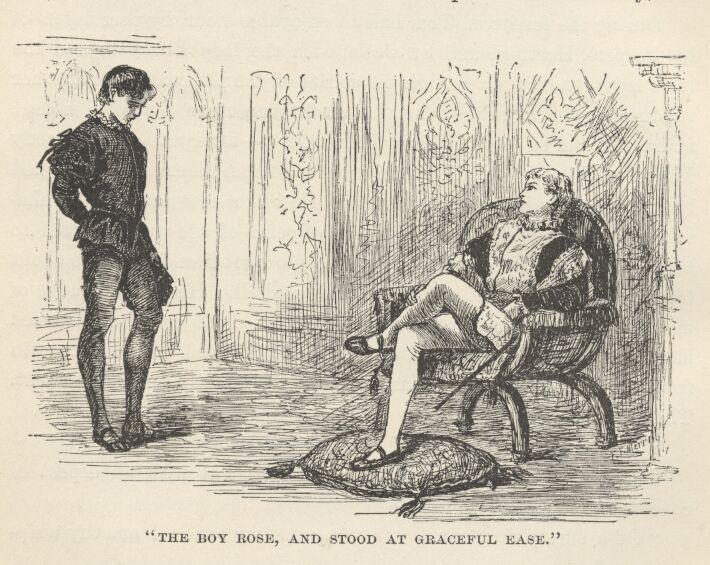 “THE BOY ROSE, AND STOOD AT GRACEFUL EASE.”